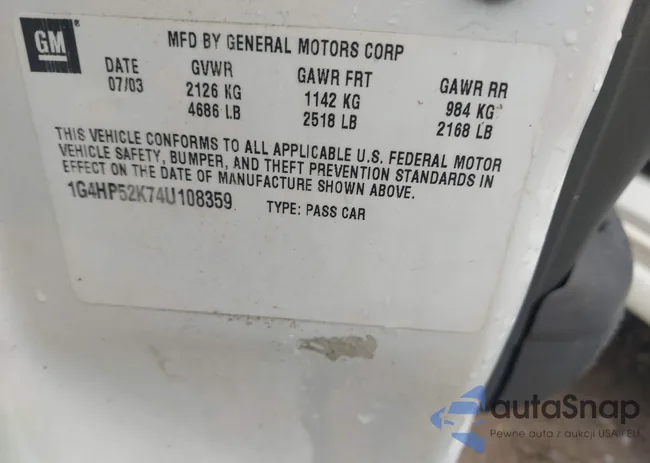 GM
MFD BY GENERAL MOTORS CORP
DATE GVWR GAWR FRT GAWR RR
07/03 2126 KG 1142 KG 984 KG
4686 LB 2518 LB 2168 LB
THIS VEHICLE CONFORMS TO ALL APPLICABLE U.S. FEDERAL MOTOR
VEHICLE SAFETY, BUMPER, AND THEFT PREVENTION STANDARDS IN
EFFECT ON THE DATE OF MANUFACTURE SHOWN ABOVE.
1G4HP52K74U108359 TYPE: PASS CAR
autaSnap
Pewne auta z aukcji USA i EU